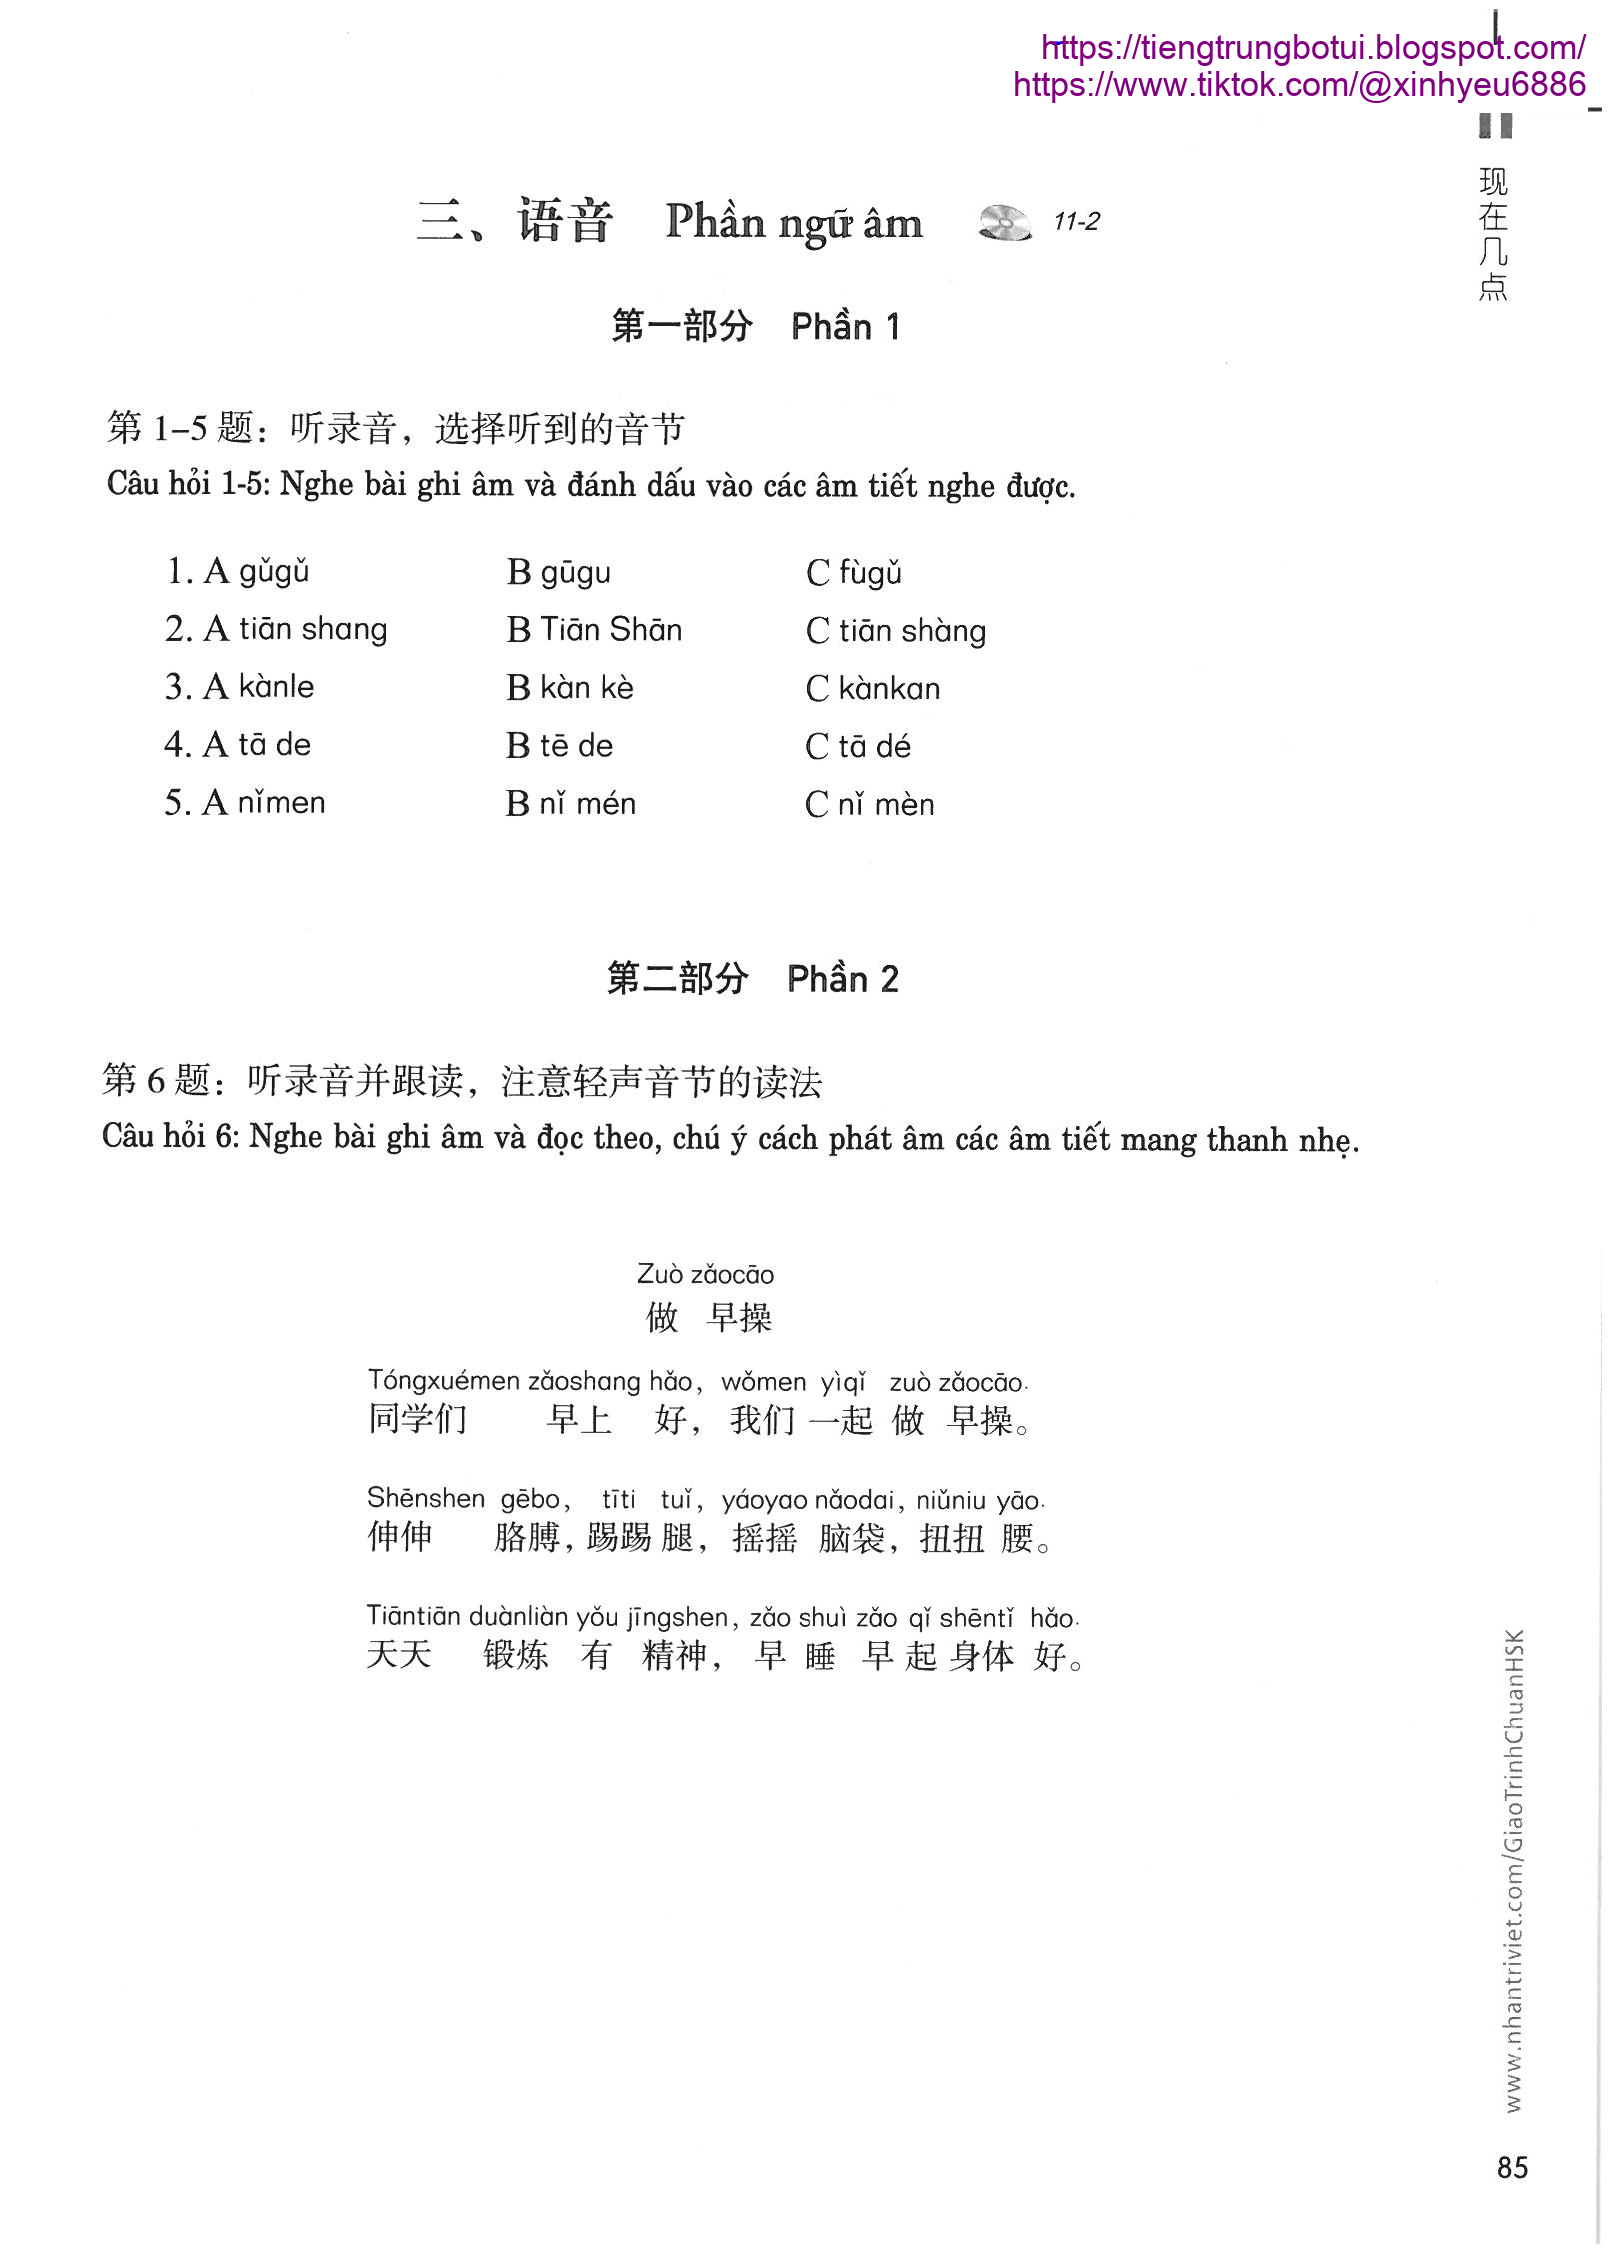 https://tiengtrungbotui.blogspot.com/
https://www.tiktok.com/@xinhyeu6886
现在几点
三、语音 Phần ngữ âm 11-2
第一部分 Phần 1
第 1–5 题：听录音，选择听到的音节
Câu hỏi 1-5: Nghe bài ghi âm và đánh dấu vào các âm tiết nghe được.
1. A gǔgǔ B gūgu C fùgǔ
2. A tiān shang B Tiān Shān C tiān shàng
3. A kànle B kàn kè C kànkan
4. A tā de B tē de C tā dé
5. A nǐmen B nǐ mén C nǐ mèn
第二部分 Phần 2
第 6 题：听录音并跟读，注意轻声音节的读法
Câu hỏi 6: Nghe bài ghi âm và đọc theo, chú ý cách phát âm các âm tiết mang thanh nhẹ.
Zuò zǎocāo
做 早操
Tóngxuémen zǎoshang hǎo, wǒmen yìqǐ zuò zǎocāo.
同学们 早上 好，我们 一起 做 早操。
Shēnshen gēbo, tīti tuǐ, yáoyao nǎodai, niǔniu yāo.
伸伸 胳膊，踢踢 腿，摇摇 脑袋，扭扭 腰。
Tiāntiān duànliàn yǒu jīngshen, zǎo shuì zǎo qǐ shēntǐ hǎo.
天天 锻炼 有 精神，早 睡 早 起 身体 好。
www.nhantriviet.com/GiaoTrinhChuanHSK
85